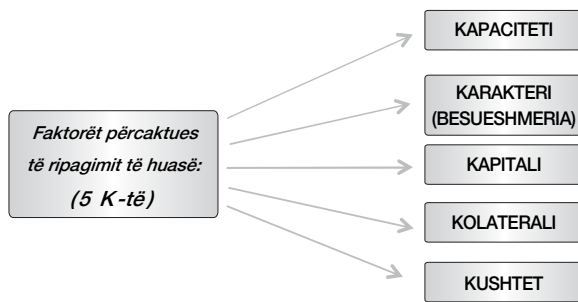 Faktorët përcaktues
të ripagimit të huasë:
(5 K-të)
KAPACITETI
KARAKTERI
(BESUESHMERIA)
KAPITALI
KOLATERALI
KUSHTET